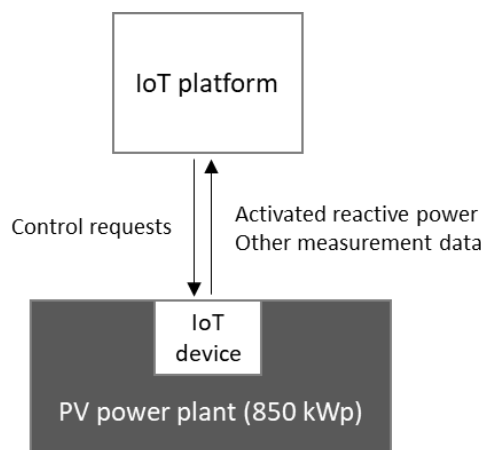 IoT platform
Control requests
Activated reactive power
Other measurement data
IoT
device
PV power plant (850 kWp)